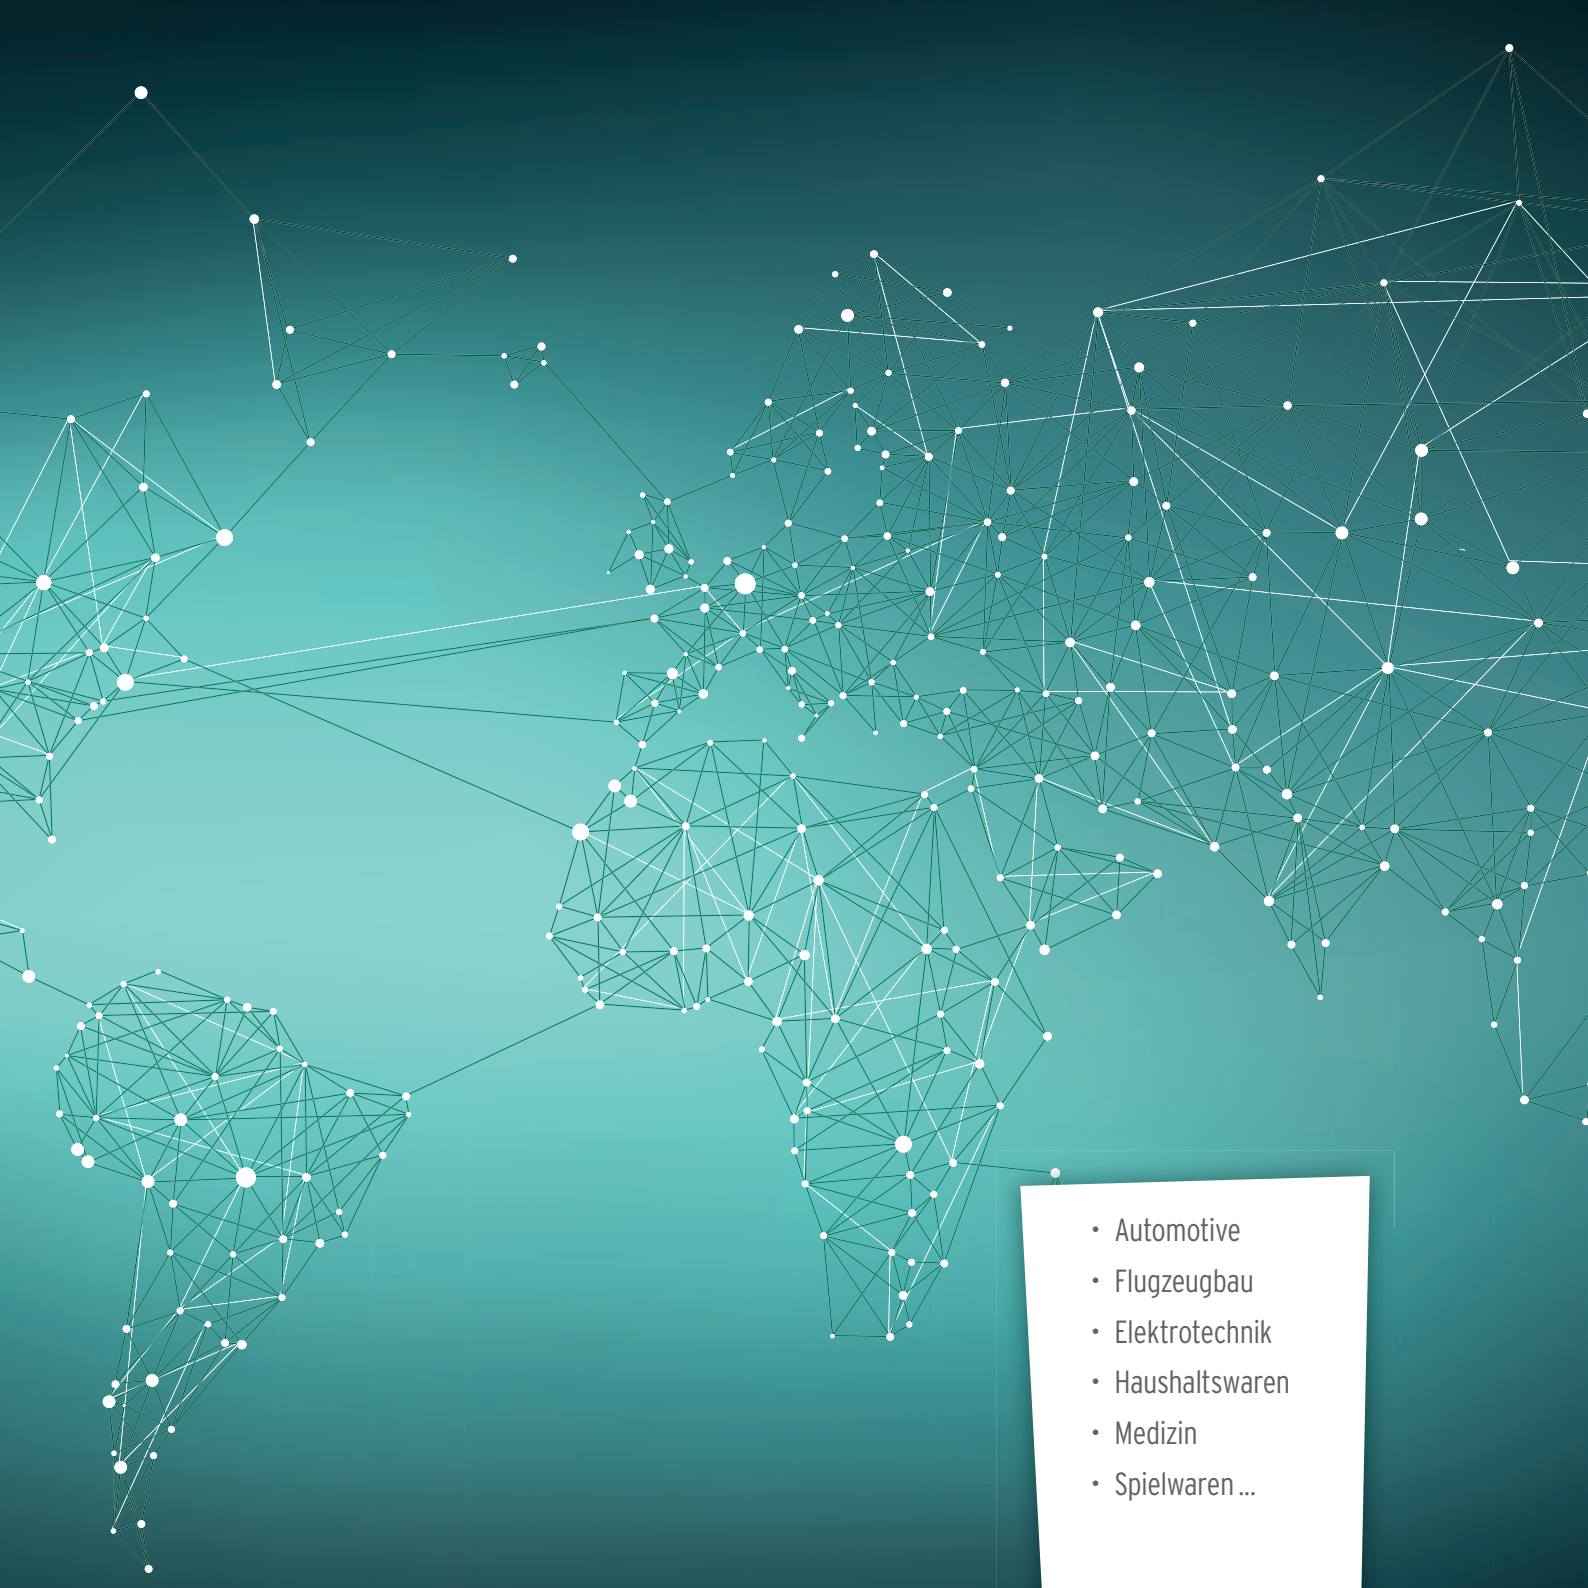 • Automotive
• Flugzeugbau
• Elektrotechnik
• Haushaltswaren
• Medizin
• Spielwaren ...